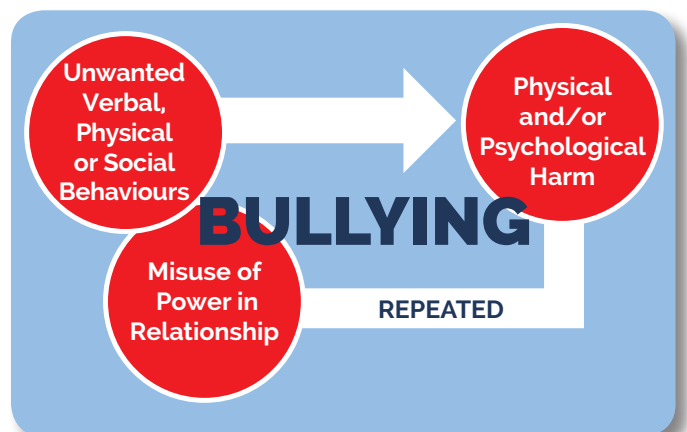 Unwanted
Verbal,
Physical
or Social
Behaviours
Physical
and/or
Psychological
Harm
BULLYING
Misuse of
Power in
Relationship
REPEATED